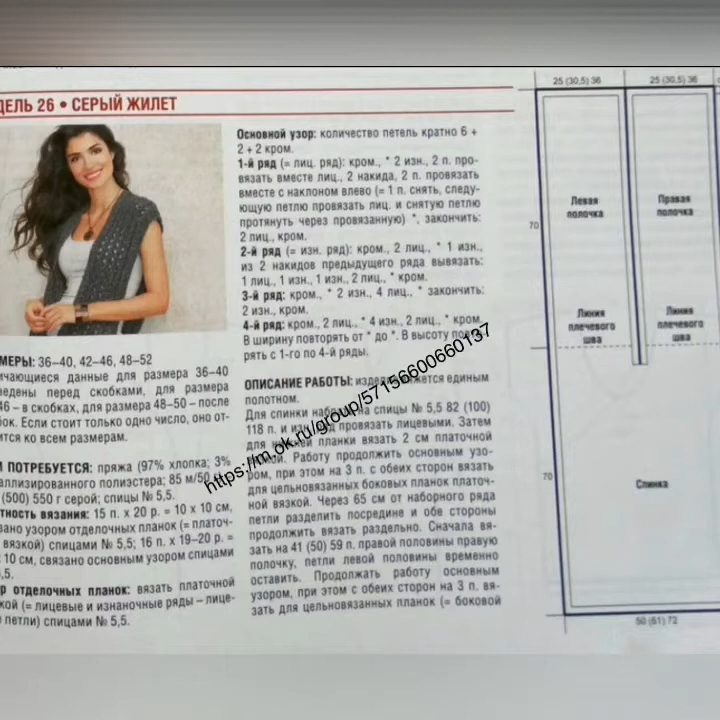 ДЕЛЬ 26 • СЕРЫЙ ЖИЛЕТ
МЕРЫ: 36–40, 42–46, 48–52
ичающиеся данные для размера 36–40
ведены перед скобками, для размера
46 – в скобках, для размера 48–50 – после
бок. Если стоит только одно число, оно от-
ится ко всем размерам.
ПОТРЕБУЕТСЯ: пряжа (97% хлопка; 3%
аллизированного полиэстера; 85 м/50
(500) 550 г серой; спицы № 5,5.
тность вязания: 15 п. х 20 р. = 10 х 10 см,
зано узором отделочных планок (= платоч-
вязкой) спицами № 5,5; 16 п. х 19–20 р. =
10 см, связано основным узором спицами
5,5.
р отделочных планок: вязать платочной
кой (= лицевые и изнаночные ряды – лице-
петли) спицами № 5,5.
Основной узор: количество петель кратно 6 +
2 + 2 кром.
1-й ряд (= лиц. ряд): кром., * 2 изн., 2 п. про-
вязать вместе лиц., 2 накида, 2 п. провязать
вместе с наклоном влево (= 1 п. снять, следу-
ющую петлю провязать лиц. и снятую петлю
протянуть через провязанную) *, закончить:
2 лиц., кром.
2-й ряд (= изн. ряд): кром., 2 лиц., * 1 изн.,
из 2 накидов предыдущего ряда вывязать:
1 лиц., 1 изн., 1 изн., 2 лиц., * кром.
3-й ряд: кром., * 2 изн., 4 лиц., * закончить:
2 изн., кром.
4-й ряд: кром., 2 лиц., * 4 изн., 2 лиц., * кром.
В ширину повторять от * до *. В высоту повто-
рять с 1-го по 4-й ряды.
ОПИСАНИЕ РАБОТЫ: изделие вяжется единым
полотном.
Для спинки набрать на спицы № 5,5 82 (100)
118 п. и изн. ряд провязать лицевыми. Затем
для нижней планки вязать 2 см платочной
вязкой. Работу продолжить основным узо-
ром, при этом на 3 п. с обеих сторон вязать
для цельновязанных боковых планок платоч-
ной вязкой. Через 65 см от наборного ряда
петли разделить посредине и обе стороны
продолжить вязать раздельно. Сначала вя-
зать на 41 (50) 59 п. правой половины правую
полочку, петли левой половины временно
оставить. Продолжать работу основным
узором, при этом с обеих сторон на 3 п. вя-
зать для цельновязанных планок (= боковой
https://m.ok.ru/group/57156600660137
25 (30,5) 36
25 (30,5) 36
Левая
полочка
Правая
полочка
70
Линия
плечевого
шва
Линия
плечевого
шва
70
Спинка
50 (61) 72